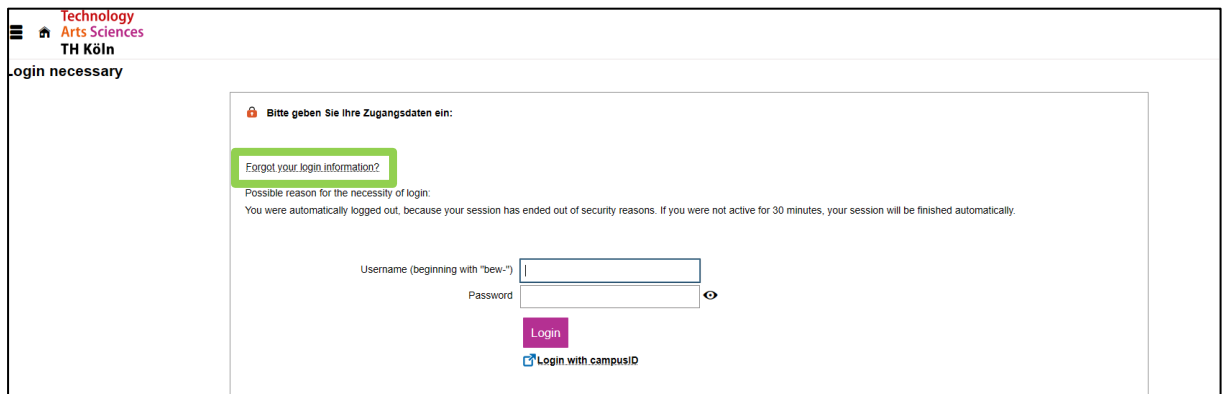 Technology
Arts Sciences
TH Köln
Login necessary
Bitte geben Sie Ihre Zugangsdaten ein:
Forgot your login information?
Possible reason for the necessity of login:
You were automatically logged out, because your session has ended out of security reasons. If you were not active for 30 minutes, your session will be finished automatically.
Username (beginning with "bew-")
Password
Login
Login with campusID